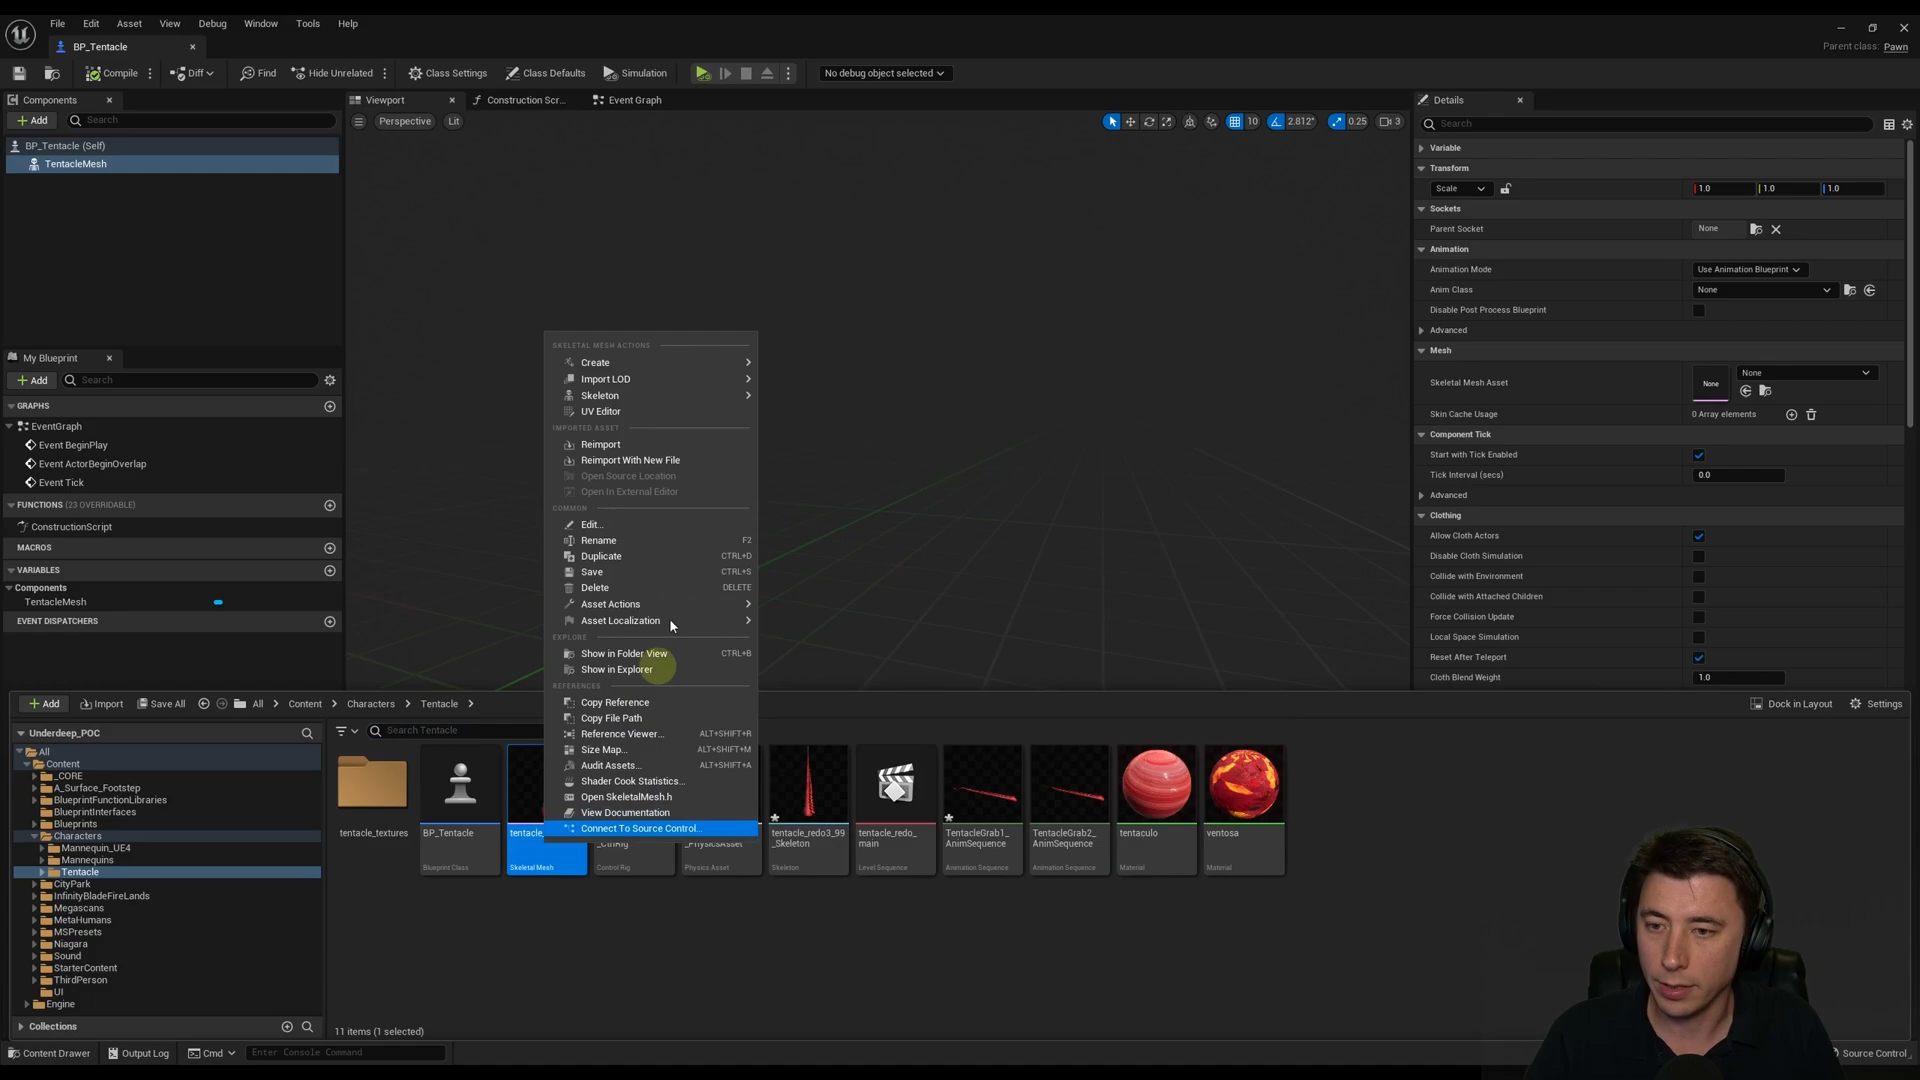 File Edit Asset View Debug Window Tools Help
BP_Tentacle
Parent class: Pawn
Compile Diff Find Hide Unrelated Class Settings Class Defaults Simulation No debug object selected
Components
Add Search
BP_Tentacle (Self)
TentacleMesh
Viewport Construction Scr... Event Graph
Perspective Lit 10 2.812° 0.25 3
My Blueprint
Add Search
GRAPHS
EventGraph
Event BeginPlay
Event ActorBeginOverlap
Event Tick
FUNCTIONS (23 OVERRIDABLE)
ConstructionScript
MACROS
VARIABLES
Components
TentacleMesh
EVENT DISPATCHERS
SKELETAL MESH ACTIONS
Create
Import LOD
Skeleton
UV Editor
IMPORTED ASSET
Reimport
Reimport With New File
Open Source Location
Open In External Editor
COMMON
Edit...
Rename F2
Duplicate CTRL+D
Save CTRL+S
Delete DELETE
Asset Actions
Asset Localization
EXPLORE
Show in Folder View CTRL+B
Show in Explorer
REFERENCES
Copy Reference
Copy File Path
Reference Viewer... ALT+SHIFT+R
Size Map... ALT+SHIFT+M
Audit Assets... ALT+SHIFT+A
Shader Cook Statistics...
Open SkeletalMesh.h
View Documentation
Connect To Source Control...
Details
Search
Variable
Transform
Scale 1.0 1.0 1.0
Sockets
Parent Socket None
Animation
Animation Mode Use Animation Blueprint
Anim Class None
Disable Post Process Blueprint
Advanced
Mesh
Skeletal Mesh Asset None None
Skin Cache Usage 0 Array elements
Component Tick
Start with Tick Enabled
Tick Interval (secs) 0.0
Advanced
Clothing
Allow Cloth Actors
Disable Cloth Simulation
Collide with Environment
Collide with Attached Children
Force Collision Update
Local Space Simulation
Reset After Teleport
Cloth Blend Weight 1.0
Add Import Save All All Content Characters Tentacle Dock in Layout Settings
Underdeep_POC
All
Content
_CORE
A_Surface_Footstep
BlueprintFunctionLibraries
BlueprintInterfaces
Blueprints
Characters
Mannequin_UE4
Mannequins
Tentacle
CityPark
InfinityBladeFireLands
Megascans
MetaHumans
MSPresets
Niagara
Sound
StarterContent
ThirdPerson
UI
Engine
Collections
Search Tentacle
tentacle_textures
BP_Tentacle
Blueprint Class
tentacle_
Skeletal Mesh
_CtrlRig
Control Rig
_PhysicsAsset
Physics Asset
tentacle_redo3_99
_Skeleton
Skeleton
tentacle_redo_
main
Level Sequence
TentacleGrab1_
AnimSequence
Animation Sequence
TentacleGrab2_
AnimSequence
Animation Sequence
tentaculo
Material
ventosa
Material
11 items (1 selected)
Content Drawer Output Log Cmd Enter Console Command Source Control